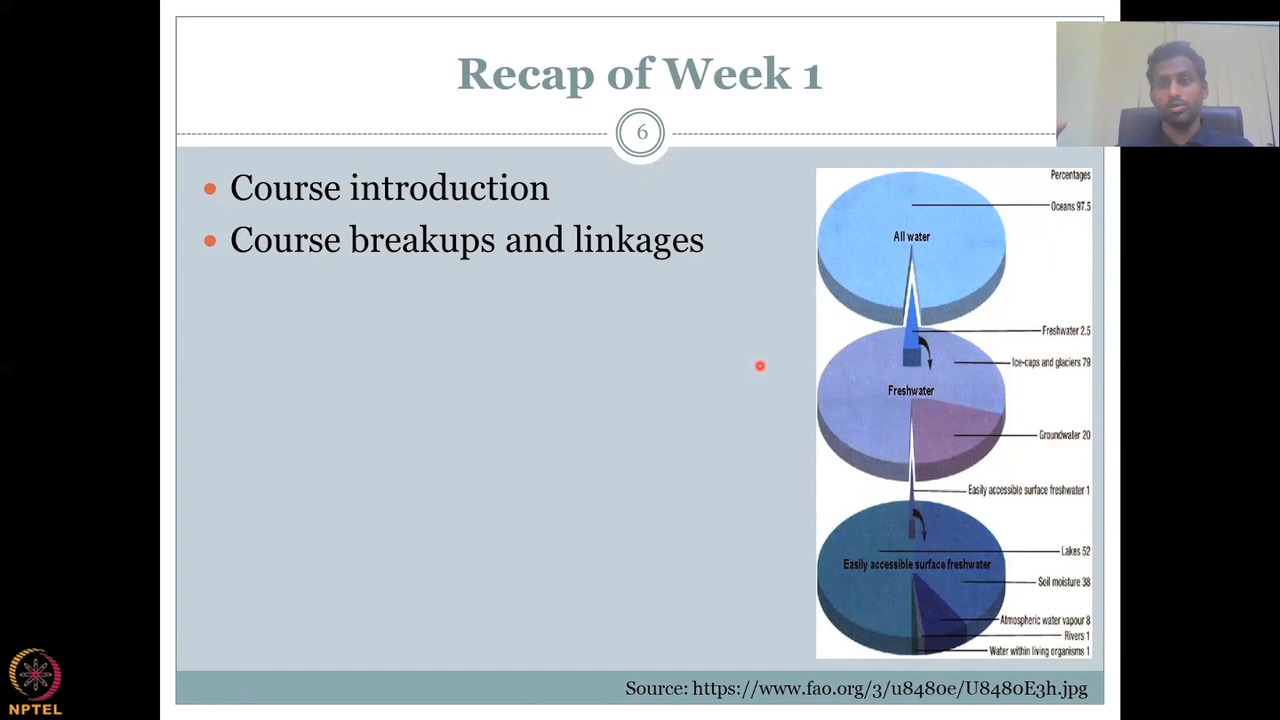 Recap of Week 1
6
• Course introduction
• Course breakups and linkages
Percentages
Oceans 97.5
All water
Freshwater 2.5
Ice-caps and glaciers 79
Freshwater
Groundwater 20
Easily accessible surface freshwater 1
Lakes 52
Easily accessible surface freshwater
Soil moisture 38
Atmospheric water vapour 8
Rivers 1
Water within living organisms 1
Source: https://www.fao.org/3/u8480e/U8480E3h.jpg
NPTEL